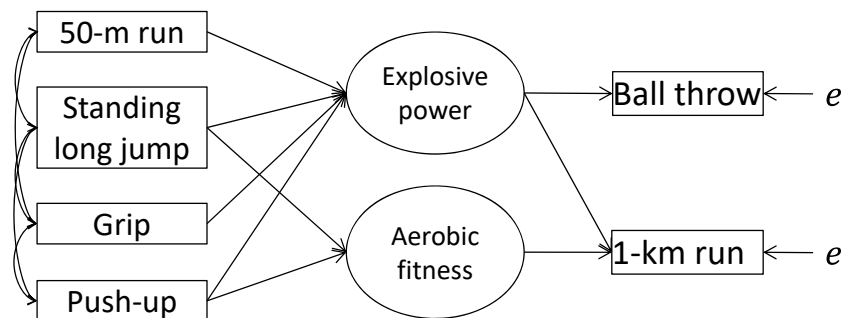 50-m run
Standing
long jump
Grip
Push-up
Explosive
power
Aerobic
fitness
Ball throw
e
1-km run
e